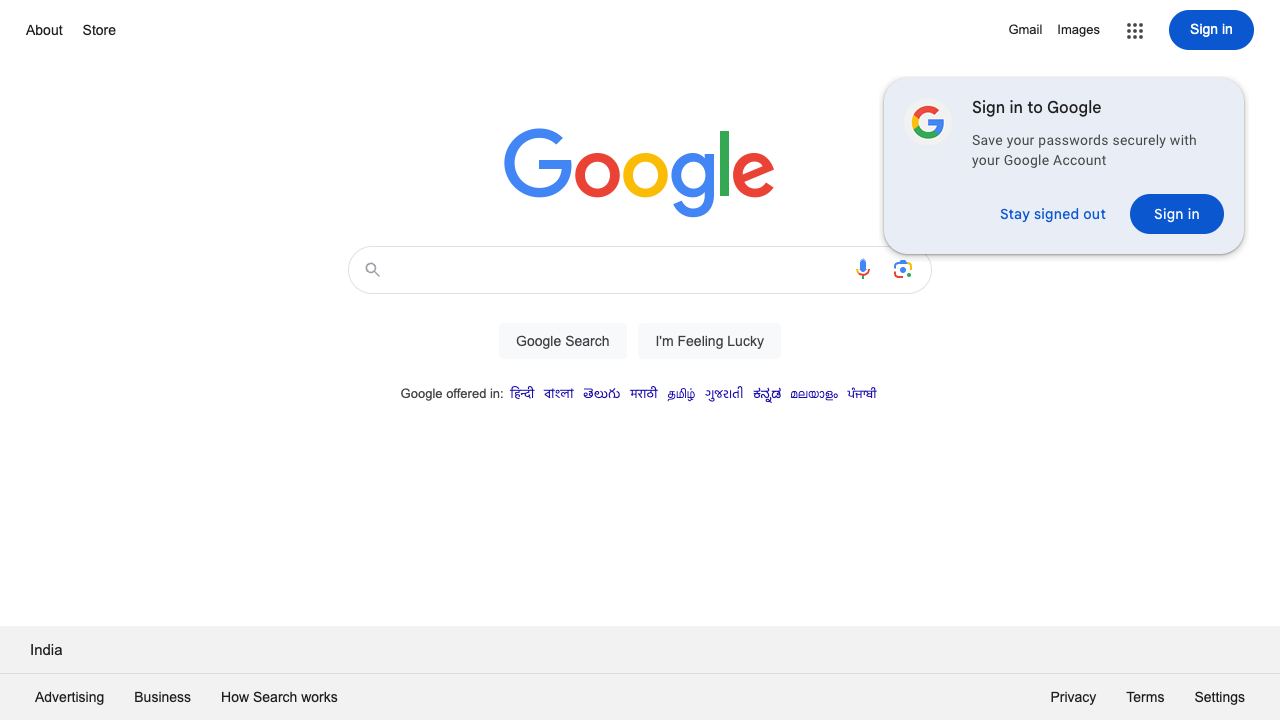 About Store
Gmail Images
Sign in
Sign in to Google
Save your passwords securely with
your Google Account
Stay signed out Sign in
Google
Google Search I'm Feeling Lucky
Google offered in: हिन्दी বাংলা తెలుగు मराठी தமிழ் ગુજરાતી ಕನ್ನಡ മലയാളം ਪੰਜਾਬੀ
India
Advertising Business How Search works
Privacy Terms Settings